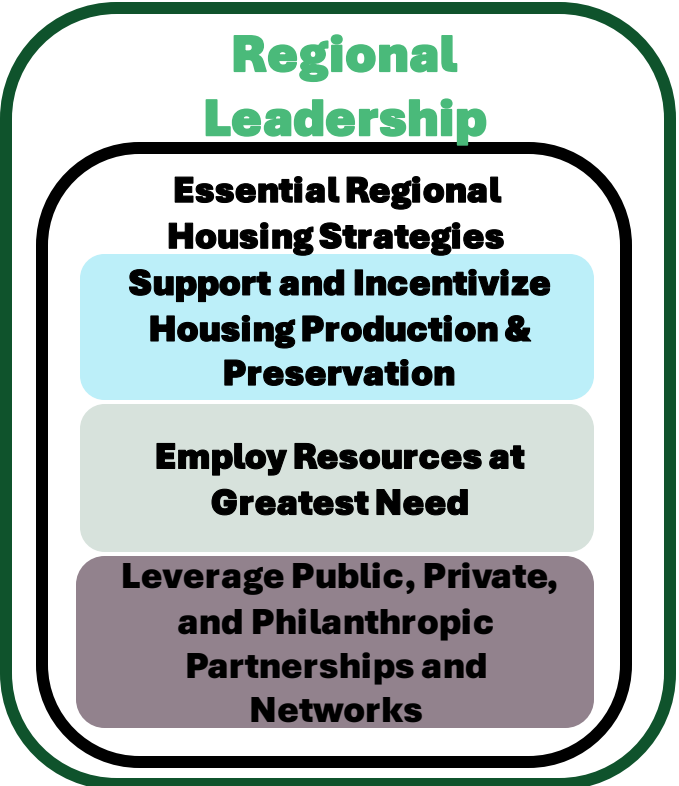 Regional
Leadership
Essential Regional
Housing Strategies
Support and Incentivize
Housing Production &
Preservation
Employ Resources at
Greatest Need
Leverage Public, Private,
and Philanthropic
Partnerships and
Networks